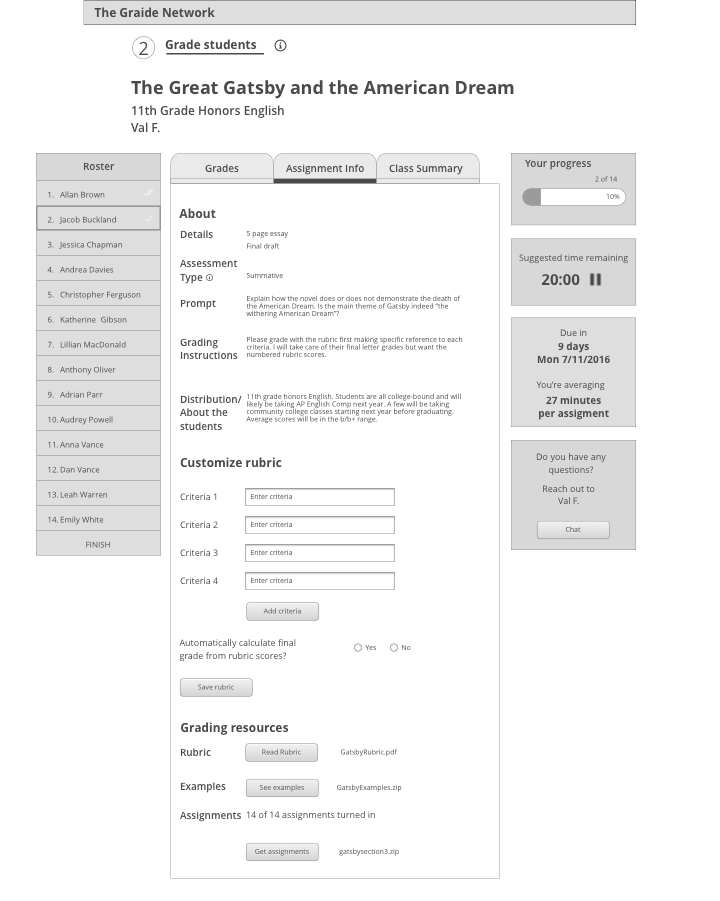 The Graide Network
2 Grade students
The Great Gatsby and the American Dream
11th Grade Honors English
Val F.
Roster
1. Allan Brown
2. Jacob Buckland
3. Jessica Chapman
4. Andrea Davies
5. Christopher Ferguson
6. Katherine Gibson
7. Lillian MacDonald
8. Anthony Oliver
9. Adrian Parr
10. Audrey Powell
11. Anna Vance
12. Dan Vance
13. Leah Warren
14. Emily White
FINISH
Grades
Assignment Info
Class Summary
About
Details
5 page essay
Final draft
Assessment
Type
Summative
Prompt
Explain how the novel does or does not demonstrate the death of
the American Dream. Is the main theme of Gatsby indeed "the
withering American Dream"?
Grading
Instructions
Please grade with the rubric first making specific reference to each
criteria. I will take care of their final letter grades but want the
numbered rubric scores.
Distribution/
About the
students
11th grade honors English. Students are all college-bound and will
likely be taking AP English Comp next year. A few will be taking
community college classes starting next year before graduating.
Average scores will be in the b/b+ range.
Customize rubric
Criteria 1 Enter criteria
Criteria 2 Enter criteria
Criteria 3 Enter criteria
Criteria 4 Enter criteria
Add criteria
Automatically calculate final
grade from rubric scores?
Yes No
Save rubric
Grading resources
Rubric Read Rubric GatsbyRubric.pdf
Examples See examples GatsbyExamples.zip
Assignments 14 of 14 assignments turned in
Get assignments gatsbysection3.zip
Your progress
2 of 14
10%
Suggested time remaining
20:00
Due in
9 days
Mon 7/11/2016
You're averaging
27 minutes
per assigment
Do you have any
questions?
Reach out to
Val F.
Chat